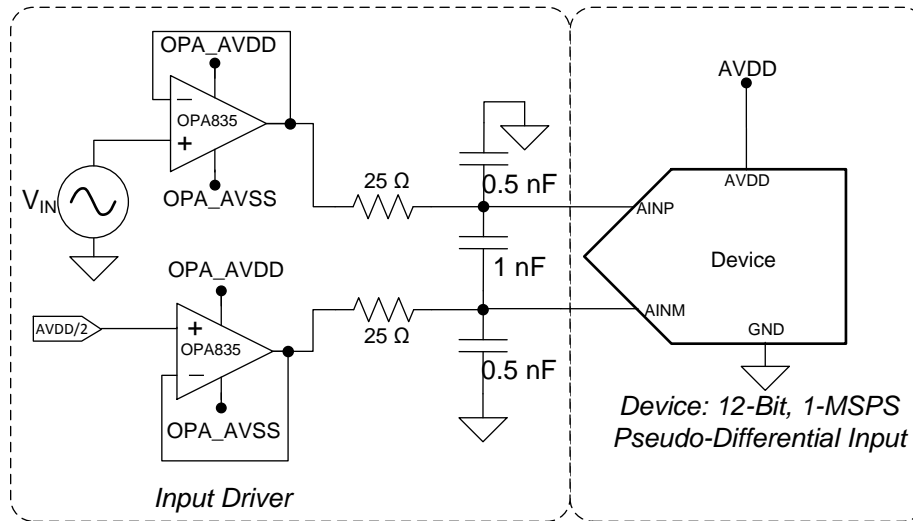 OPA_AVDD
−
OPA835
+
OPA_AVSS
VIN
25 Ω
0.5 nF
1 nF
AVDD
AVDD
AINP
Device
AINM
GND
OPA_AVDD
AVDD/2
+
OPA835
−
OPA_AVSS
25 Ω
0.5 nF
Input Driver
Device: 12-Bit, 1-MSPS
Pseudo-Differential Input